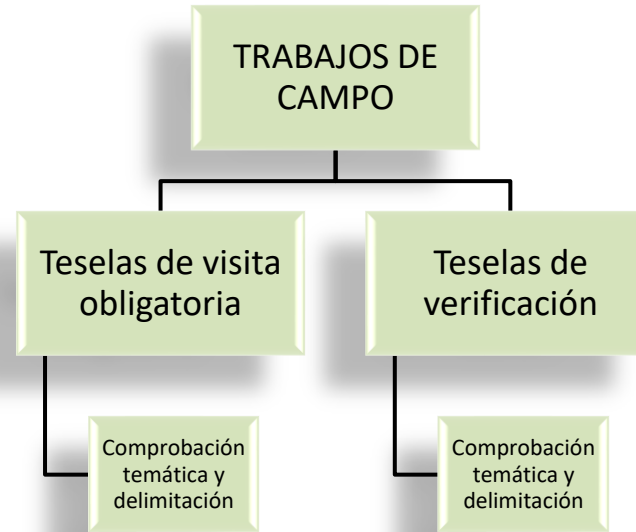 TRABAJOS DE
CAMPO
Teselas de visita
obligatoria
Teselas de
verificación
Comprobación
temática y
delimitación
Comprobación
temática y
delimitación